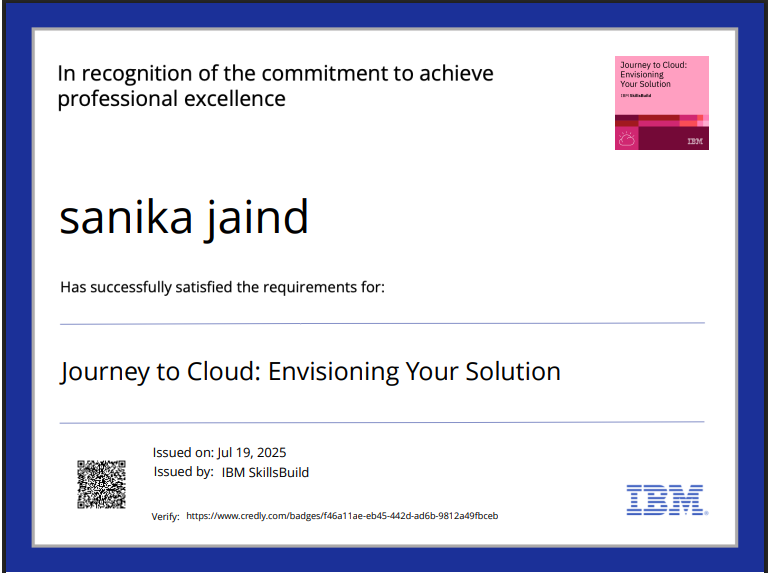 In recognition of the commitment to achieve
professional excellence
Journey to Cloud:
Envisioning
Your Solution
IBM SkillsBuild
IBM
sanika jaind
Has successfully satisfied the requirements for:
Journey to Cloud: Envisioning Your Solution
Issued on: Jul 19, 2025
Issued by: IBM SkillsBuild
Verify: https://www.credly.com/badges/f46a11ae-eb45-442d-ad6b-9812a49fbceb
IBM.